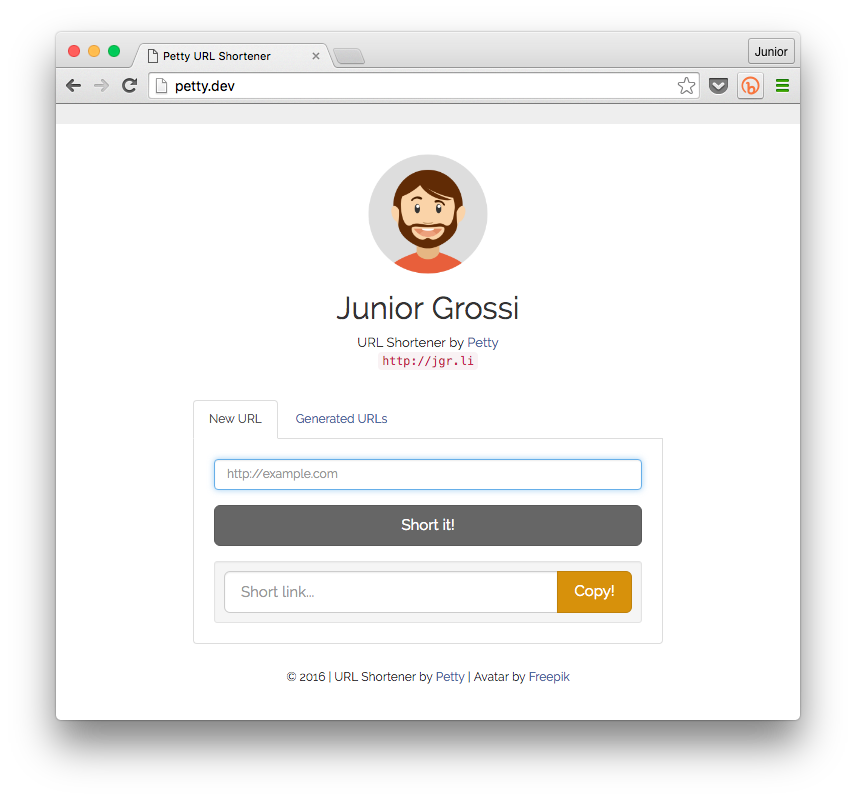 Petty URL Shortener
Junior
petty.dev
Junior Grossi
URL Shortener by Petty
http://jgr.li
New URL
Generated URLs
http://example.com
Short it!
Short link...
Copy!
© 2016 | URL Shortener by Petty | Avatar by Freepik